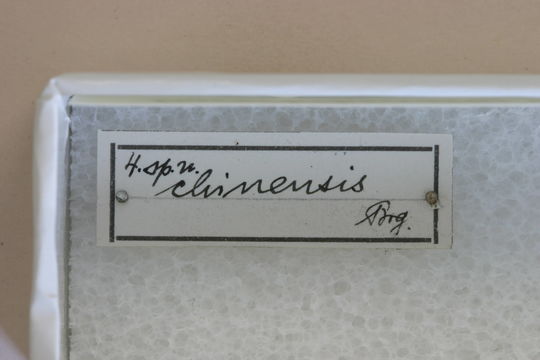 4. sp. n.
chinensis
Brg.